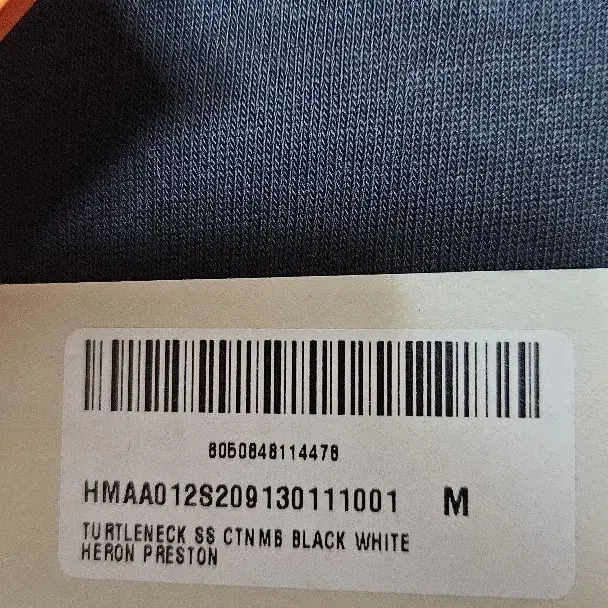 8050648114476
HMAA012S209130111001 M
TURTLENECK SS CTNMB BLACK WHITE
HERON PRESTON